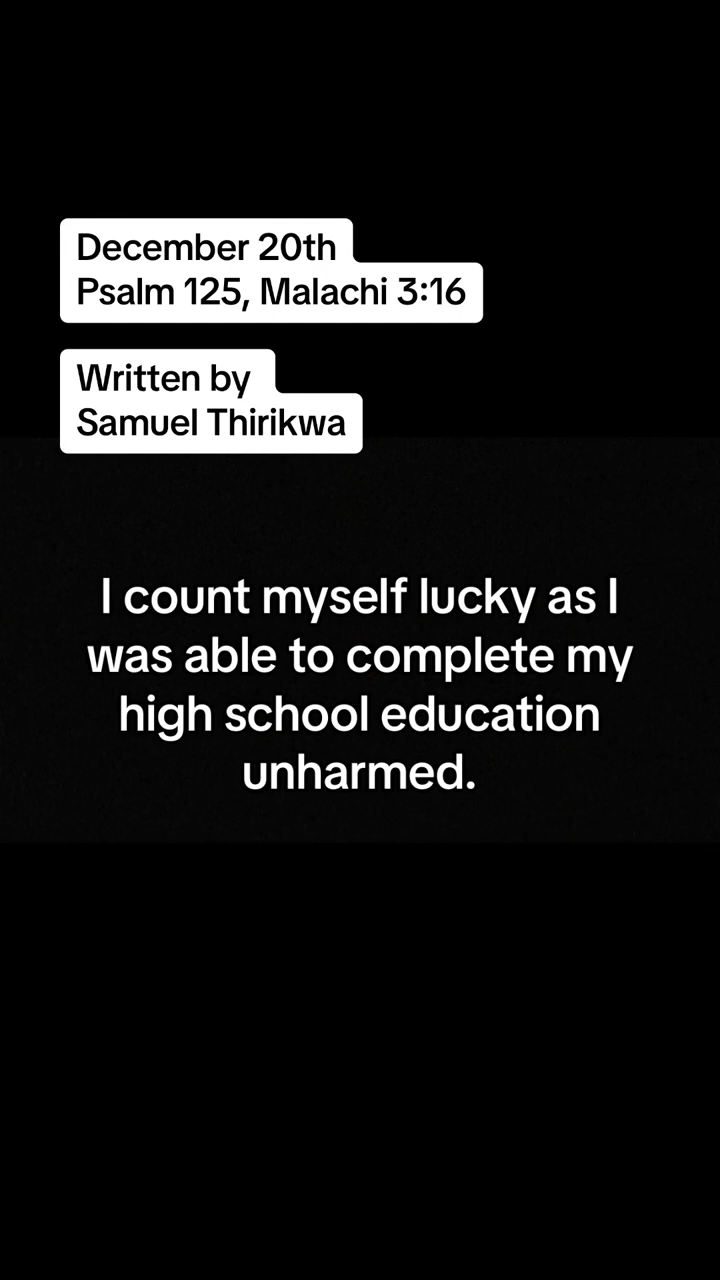 December 20th
Psalm 125, Malachi 3:16
Written by
Samuel Thirikwa
I count myself lucky as I
was able to complete my
high school education
unharmed.